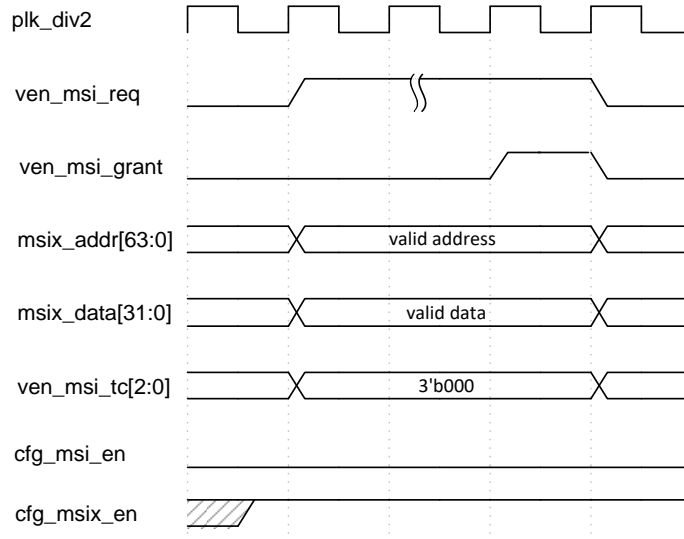 plk_div2
ven_msi_req
ven_msi_grant
msix_addr[63:0] valid address
msix_data[31:0] valid data
ven_msi_tc[2:0] 3'b000
cfg_msi_en
cfg_msix_en